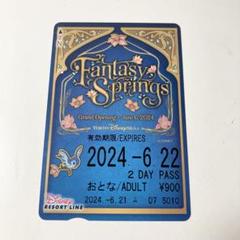 Fantasy
Springs
Grand Opening - June 6, 2024
TOKYO DisneySEA
有効期限/EXPIRES
2024-6 22
2 DAY PASS
おとな/ADULT ¥900
2024.-6.21. 07 5010
Disney
RESORT LINE